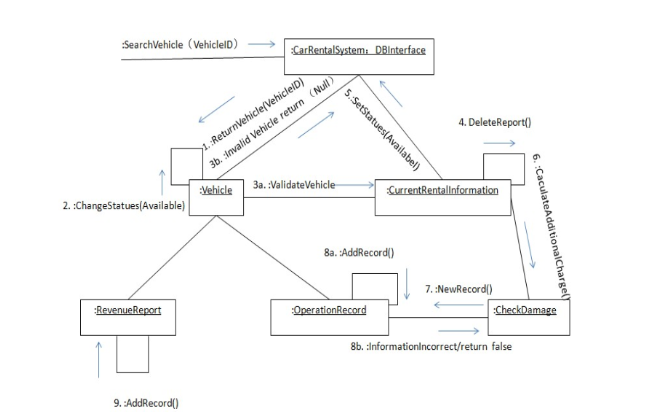 :SearchVehicle（VehicleID）
:CarRentalSystem：DBInterface
1. :ReturnVehicle(VehicleID)
3b. :Invalid Vehicle return （Null）
5. :SetStatues(Availabel)
4. DeleteReport()
6. :CaculateAdditionalCharge()
2. :ChangeStatues(Available)
:Vehicle
3a. :ValidateVehicle
:CurrentRentalInformation
8a. :AddRecord()
7. :NewRecord()
:RevenueReport
:OperationRecord
:CheckDamage
8b. :InformationIncorrect/return false
9. :AddRecord()